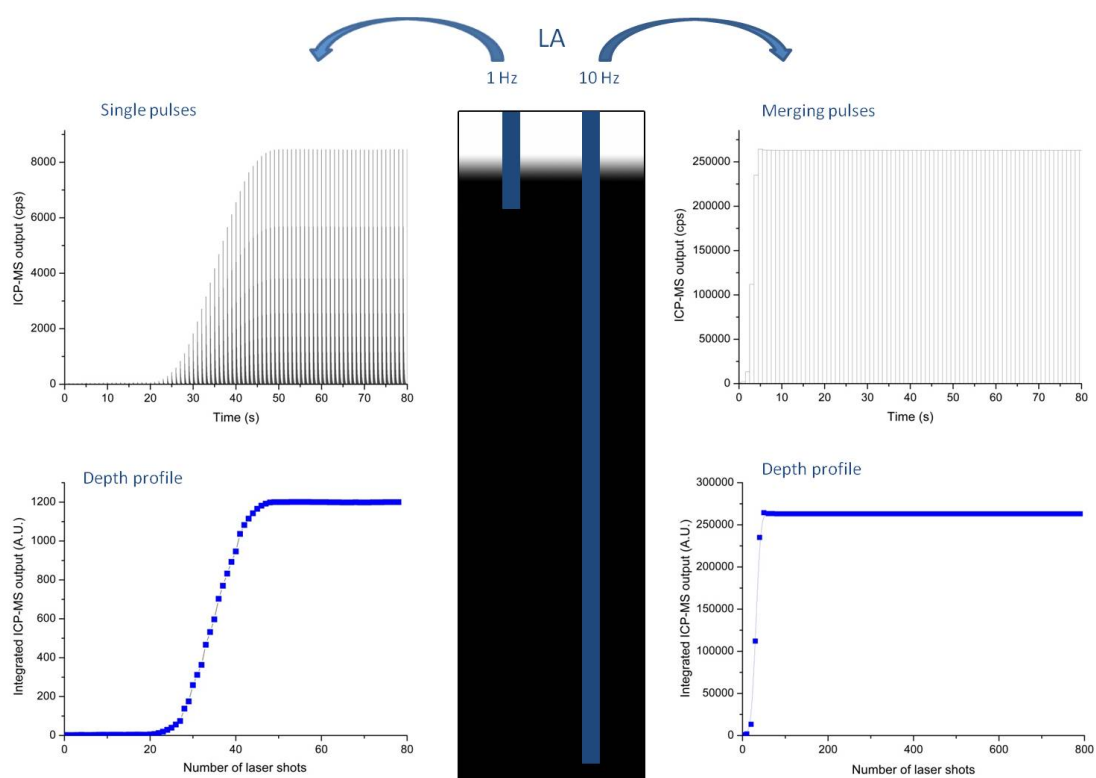 LA
1 Hz
10 Hz
Single pulses
ICP-MS output (cps)
8000
6000
4000
2000
0
0 10 20 30 40 50 60 70 80
Time (s)
Merging pulses
ICP-MS output (cps)
250000
200000
150000
100000
50000
0
0 10 20 30 40 50 60 70 80
Time (s)
Depth profile
Integrated ICP-MS output (A.U.)
1200
1000
800
600
400
200
0
0 20 40 60 80
Number of laser shots
Depth profile
Integrated ICP-MS output (A.U.)
300000
250000
200000
150000
100000
50000
0
0 200 400 600 800
Number of laser shots